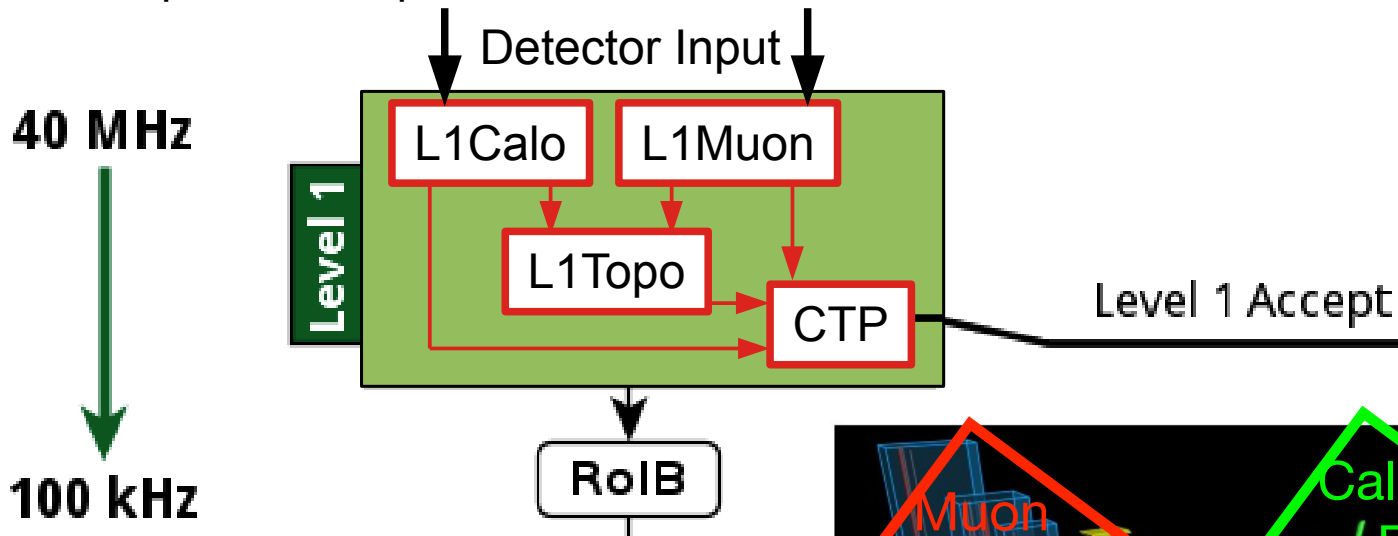 Detector Input
40 MHz
L1Calo
L1Muon
Level 1
L1Topo
CTP
Level 1 Accept
RoIB
100 kHz
Muon
Cal